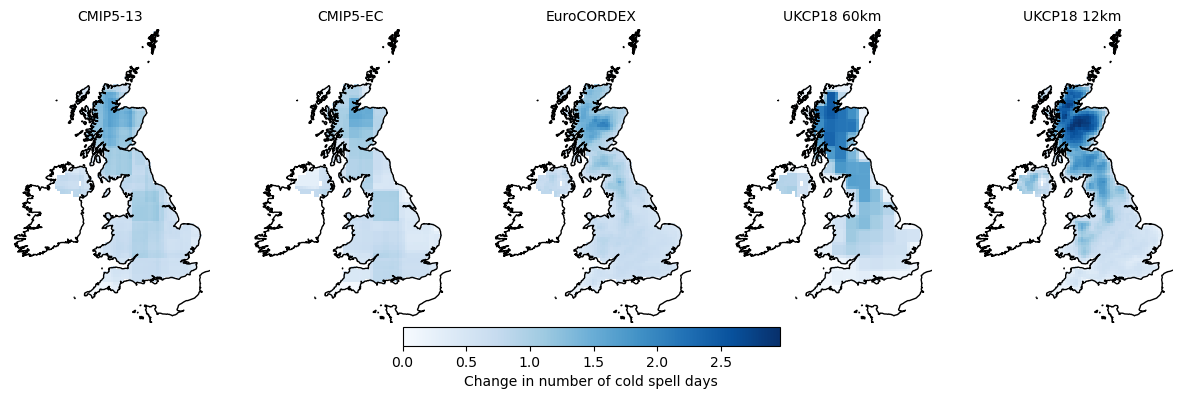 CMIP5-13 CMIP5-EC EuroCORDEX UKCP18 60km UKCP18 12km
0.0 0.5 1.0 1.5 2.0 2.5
Change in number of cold spell days